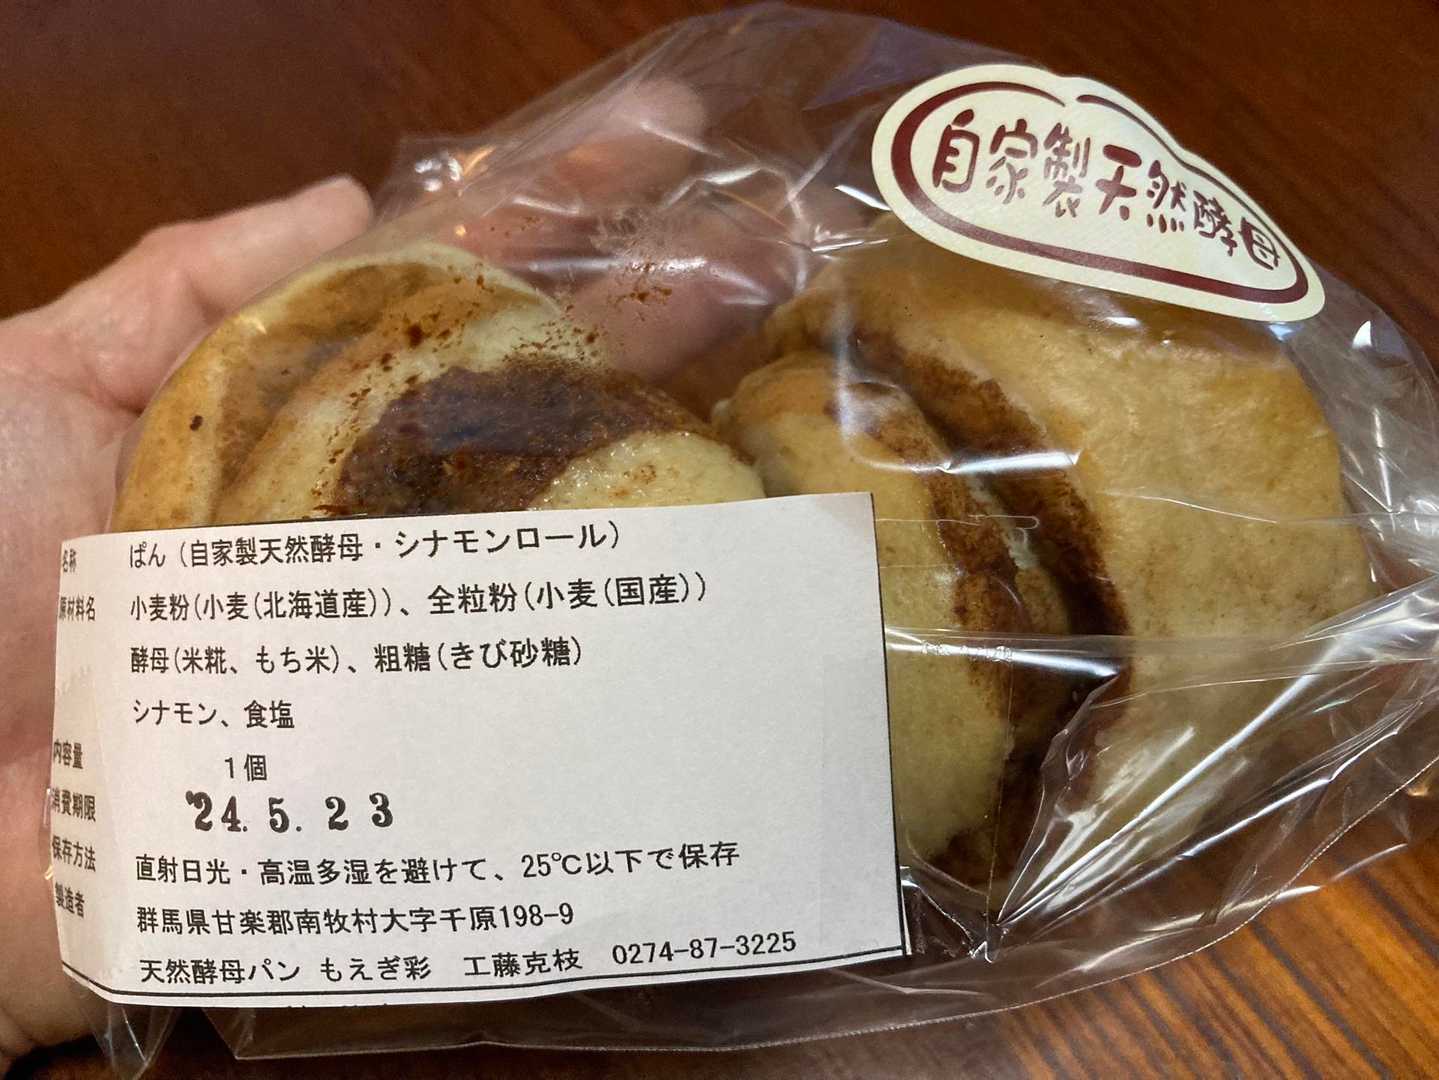 自家製天然酵母
名称 ぱん（自家製天然酵母・シナモンロール）
原材料名 小麦粉(小麦(北海道産))、全粒粉(小麦(国産))
酵母(米糀、もち米)、粗糖(きび砂糖)
シナモン、食塩
内容量 1個
消費期限 '24.5.23
保存方法 直射日光・高温多湿を避けて、25℃以下で保存
製造者 群馬県甘楽郡南牧村大字千原198-9
天然酵母パン もえぎ彩 工藤克枝 0274-87-3225